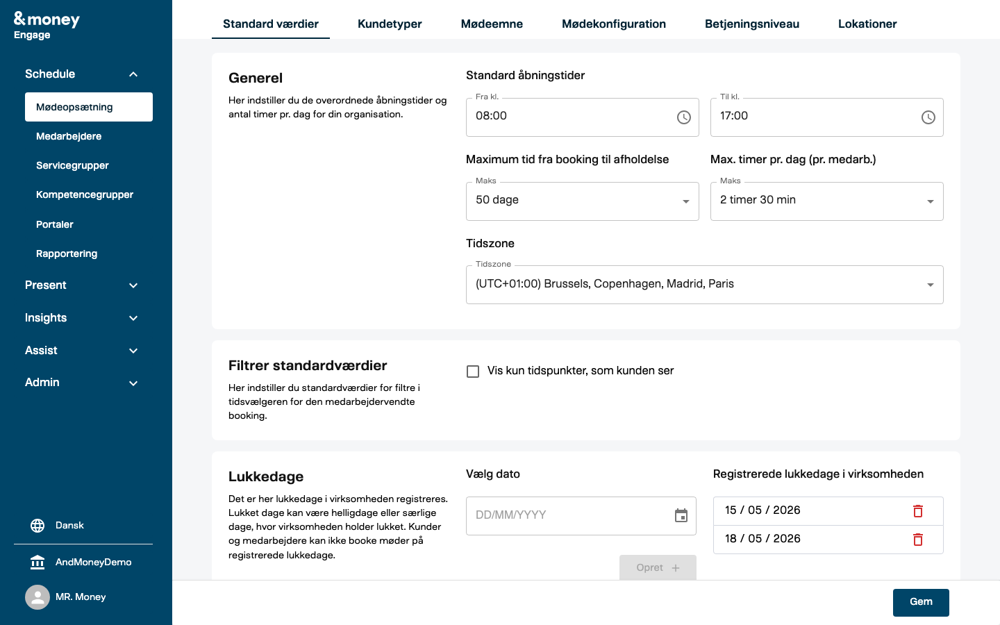 &money
Engage
Schedule
Mødeopsætning
Medarbejdere
Servicegrupper
Kompetencegrupper
Portaler
Rapportering
Present
Insights
Assist
Admin
Dansk
AndMoneyDemo
MR. Money
Standard værdier
Kundetyper
Mødeemne
Mødekonfiguration
Betjeningsniveau
Lokationer
Generel
Her indstiller du de overordnede åbningstider og
antal timer pr. dag for din organisation.
Standard åbningstider
Fra kl.
08:00
Til kl.
17:00
Maximum tid fra booking til afholdelse
Maks
50 dage
Max. timer pr. dag (pr. medarb.)
Maks
2 timer 30 min
Tidszone
Tidszone
(UTC+01:00) Brussels, Copenhagen, Madrid, Paris
Filtrer standardværdier
Her indstiller du standardværdier for filtre i
tidsvælgeren for den medarbejdervendte
booking.
Vis kun tidspunkter, som kunden ser
Lukkedage
Det er her lukkedage i virksomheden registreres.
Lukket dage kan være helligdage eller særlige
dage, hvor virksomheden holder lukket. Kunder
og medarbejdere kan ikke booke møder på
registrerede lukkedage.
Vælg dato
DD/MM/YYYY
Opret +
Registrerede lukkedage i virksomheden
15 / 05 / 2026
18 / 05 / 2026
Gem